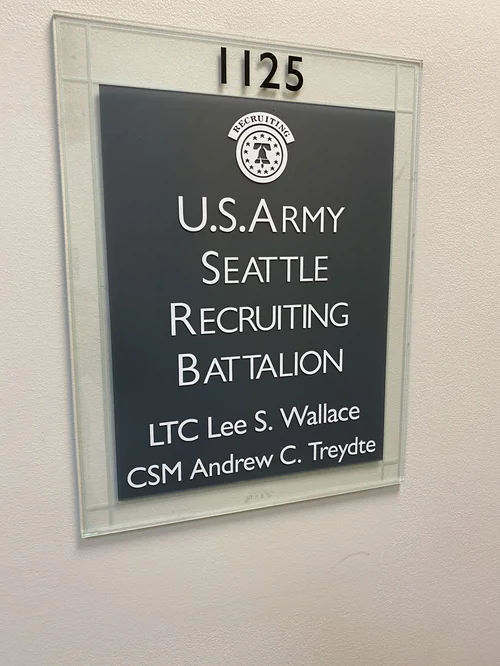 1125
RECRUITING
U.S.ARMY
SEATTLE
RECRUITING
BATTALION
LTC Lee S. Wallace
CSM Andrew C. Treydte